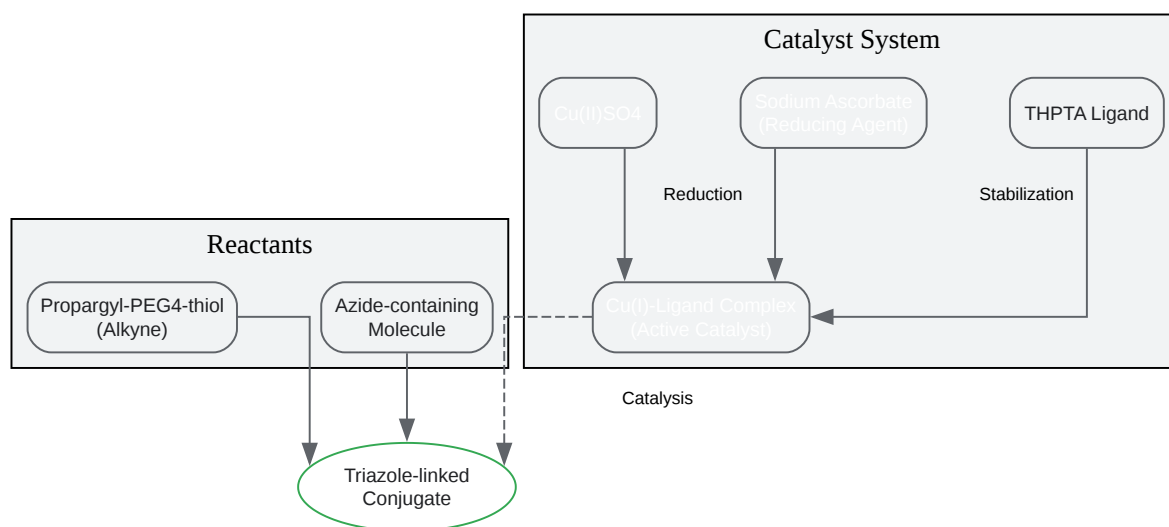 Catalyst System
Cu(II)SO4
Sodium Ascorbate
(Reducing Agent)
THPTA Ligand
Reduction
Stabilization
Reactants
Propargyl-PEG4-thiol
(Alkyne)
Azide-containing
Molecule
Cu(I)-Ligand Complex
(Active Catalyst)
Catalysis
Triazole-linked
Conjugate